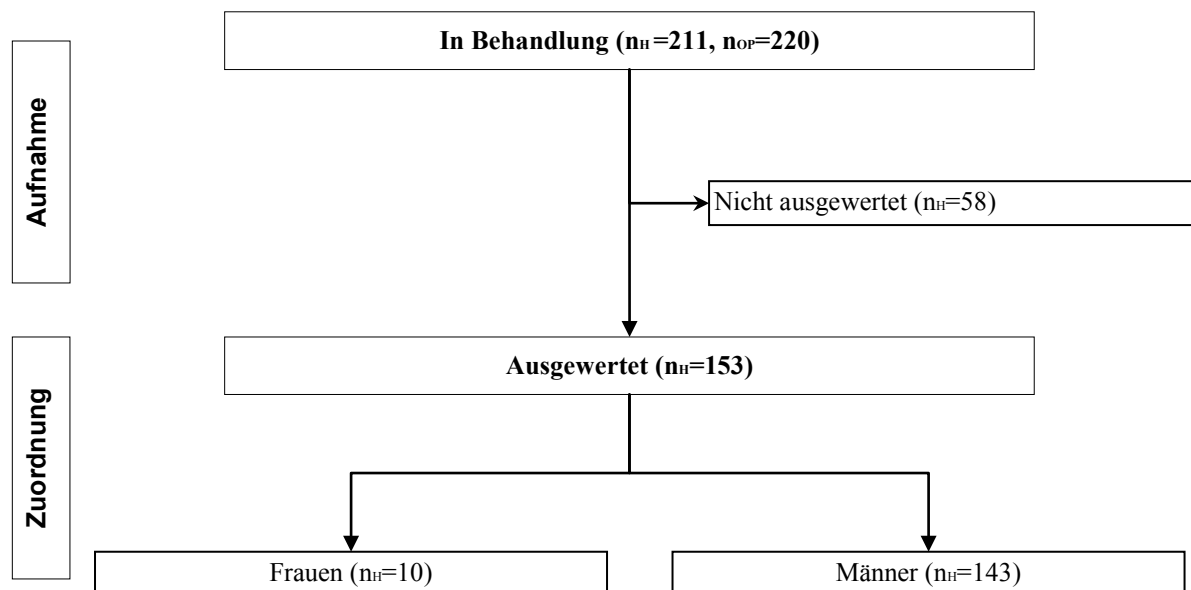 Aufnahme
In Behandlung (nH=211, nOP=220)
Nicht ausgewertet (nH=58)
Zuordnung
Ausgewertet (nH=153)
Frauen (nH=10)
Männer (nH=143)